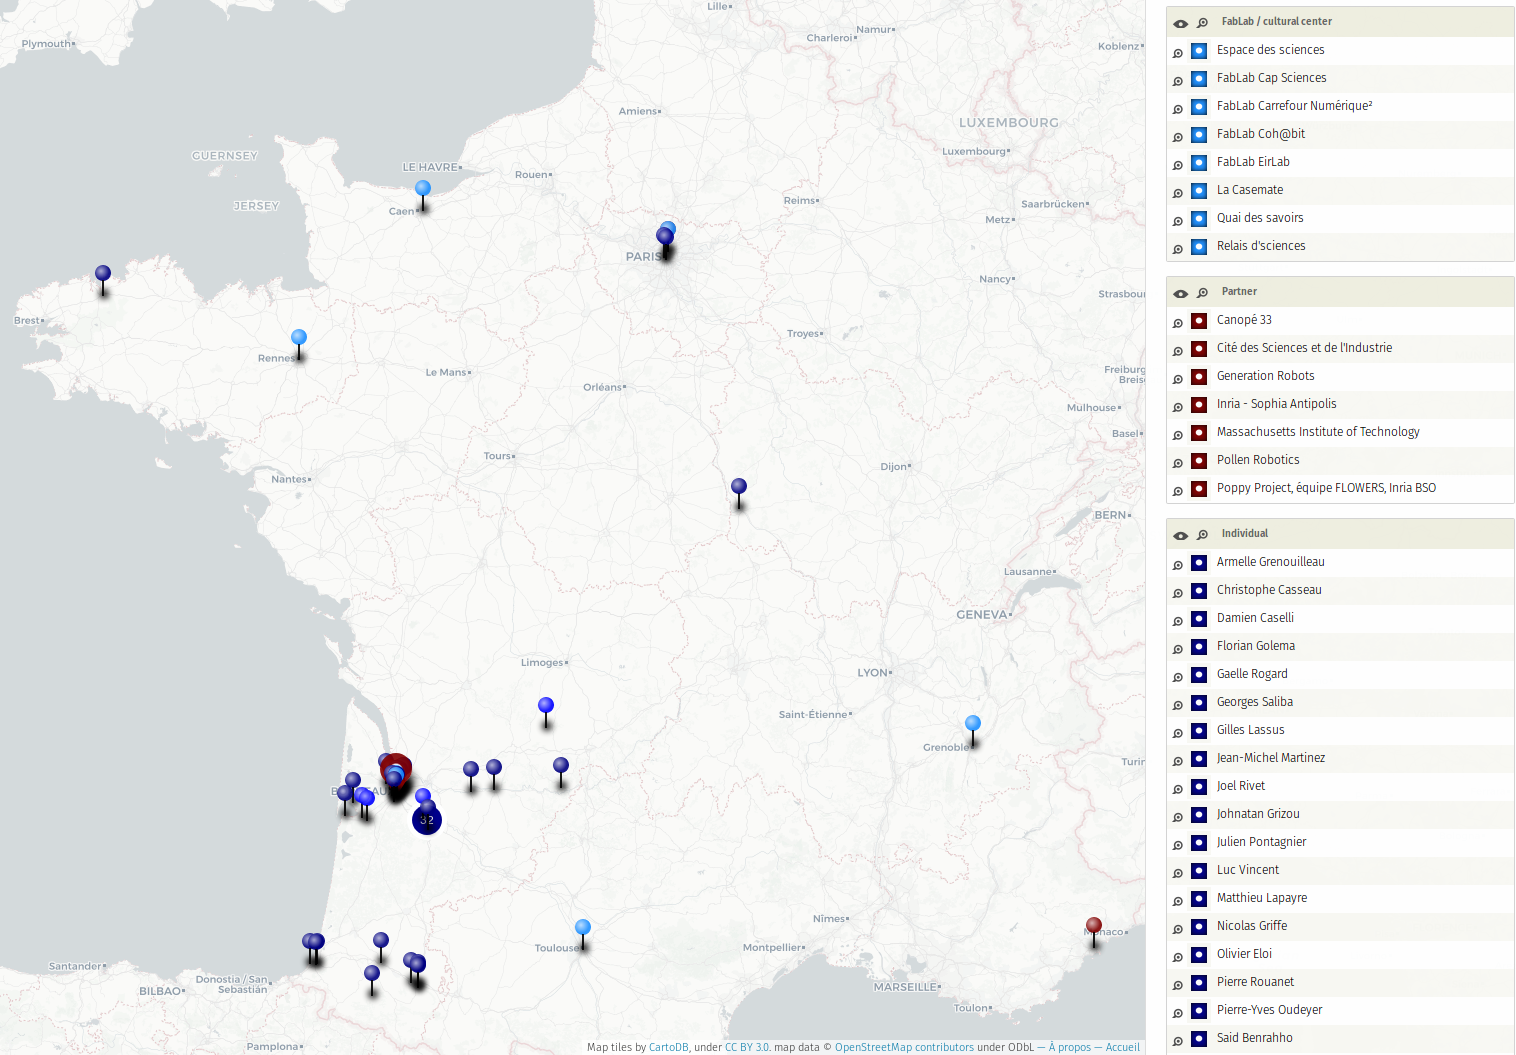 Lille
Plymouth
Namur
Charleroi
Koblenz
Amiens
LUXEMBOURG
Luxembourg
GUERNSEY
LE HAVRE
Rouen
JERSEY
Caen
Reims
Saarbrücken
Metz
PARIS
Nancy
Strasbou
Brest
Troyes
Rennes
Le Mans
Orléans
Freiburg
Breis
Mulhouse
Basel
Tours
Dijon
Nantes
BERN
Lausanne
GENEVA
Limoges
LYON
Saint-Étienne
Grenoble
Turi
32
Nîmes
Toulouse
Montpellier
Santander
Donostia / San
Sebastián
BILBAO
MARSEILLE
Toulon
Pamplona
Map tiles by CartoDB, under CC BY 3.0. map data © OpenStreetMap contributors under ODbL — À propos — Accueil
FabLab / cultural center
Espace des sciences
FabLab Cap Sciences
FabLab Carrefour Numérique²
FabLab Coh@bit
FabLab EirLab
La Casemate
Quai des savoirs
Relais d'sciences
Partner
Canopé 33
Cité des Sciences et de l'Industrie
Generation Robots
Inria - Sophia Antipolis
Massachusetts Institute of Technology
Pollen Robotics
Poppy Project, équipe FLOWERS, Inria BSO
Individual
Armelle Grenouilleau
Christophe Casseau
Damien Caselli
Florian Golema
Gaelle Rogard
Georges Saliba
Gilles Lassus
Jean-Michel Martinez
Joel Rivet
Johnatan Grizou
Julien Pontagnier
Luc Vincent
Matthieu Lapayre
Nicolas Griffe
Olivier Eloi
Pierre Rouanet
Pierre-Yves Oudeyer
Said Benrahho